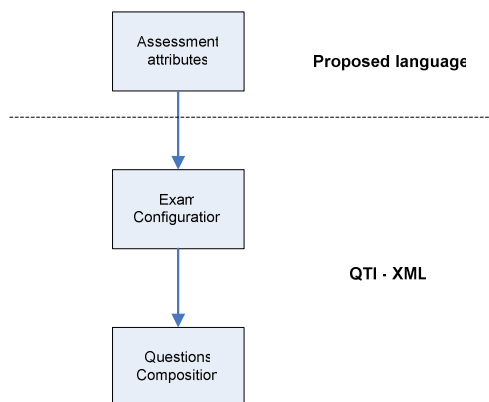 Assessment
attributes
Proposed language
Exam
Configuration
QTI - XML
Questions
Composition